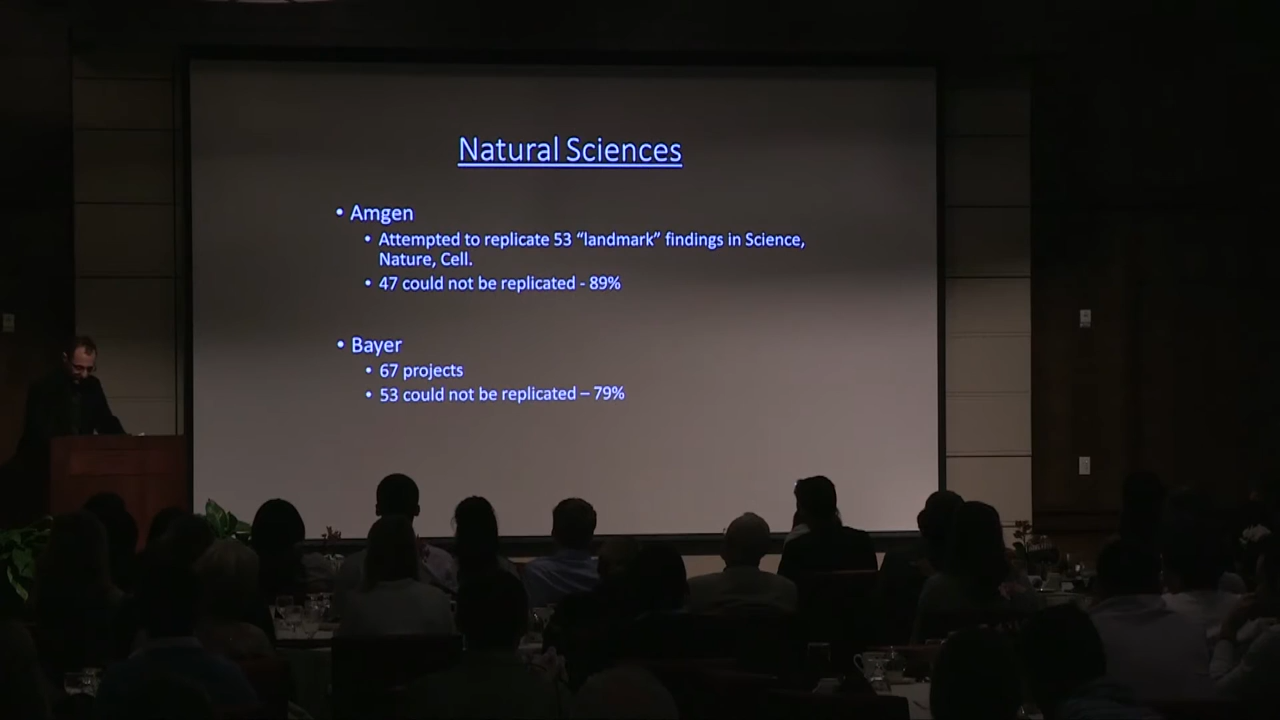 Natural Sciences
• Amgen
• Attempted to replicate 53 “landmark” findings in Science,
Nature, Cell.
• 47 could not be replicated - 89%
• Bayer
• 67 projects
• 53 could not be replicated – 79%